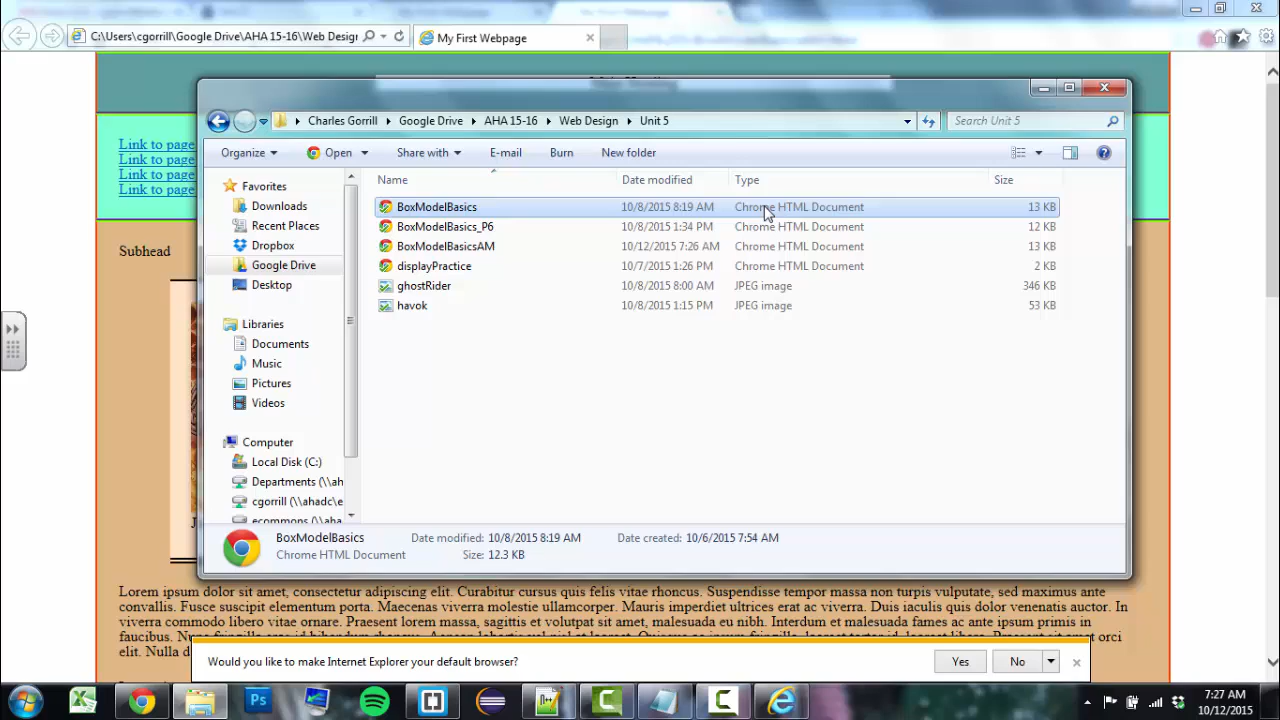 C:\Users\cgorrill\Google Drive\AHA 15-16\Web Desigr
My First Webpage
Charles Gorrill
Google Drive
AHA 15-16
Web Design
Unit 5
Search Unit 5
Organize
Open
Share with
E-mail
Burn
New folder
Link to page
Link to page
Link to page
Link to page
Subhead
Favorites
Downloads
Recent Places
Dropbox
Google Drive
Desktop
Libraries
Documents
Music
Pictures
Videos
Computer
Local Disk (C:)
Departments (\\ah
cgorrill (\\ahadc\e
ecommons (\\aha
Name Date modified Type Size
BoxModelBasics 10/8/2015 8:19 AM Chrome HTML Document 13 KB
BoxModelBasics_P6 10/8/2015 1:34 PM Chrome HTML Document 12 KB
BoxModelBasicsAM 10/12/2015 7:26 AM Chrome HTML Document 13 KB
displayPractice 10/7/2015 1:26 PM Chrome HTML Document 2 KB
ghostRider 10/8/2015 8:00 AM JPEG image 346 KB
havok 10/8/2015 1:15 PM JPEG image 53 KB
BoxModelBasics Date modified: 10/8/2015 8:19 AM Date created: 10/6/2015 7:54 AM
Chrome HTML Document Size: 12.3 KB
Lorem ipsum dolor sit amet, consectetur adipiscing elit. Curabitur cursus quis felis vitae rhoncus. Suspendisse tempor massa non turpis vulputate, sed maximus ante
convallis. Fusce suscipit elementum porta. Maecenas viverra molestie ullamcorper. Mauris imperdiet ultrices erat ac viverra. Duis iaculis quis dolor venenatis auctor. In
viverra commodo libero vitae ornare. Praesent lorem massa, sagittis et volutpat sit amet, malesuada eu nibh. Interdum et malesuada fames ac ante ipsum primis in
faucibus.
orci
elit. Nulla
Would you like to make Internet Explorer your default browser?
Yes
No
Ps
7:27 AM
10/12/2015